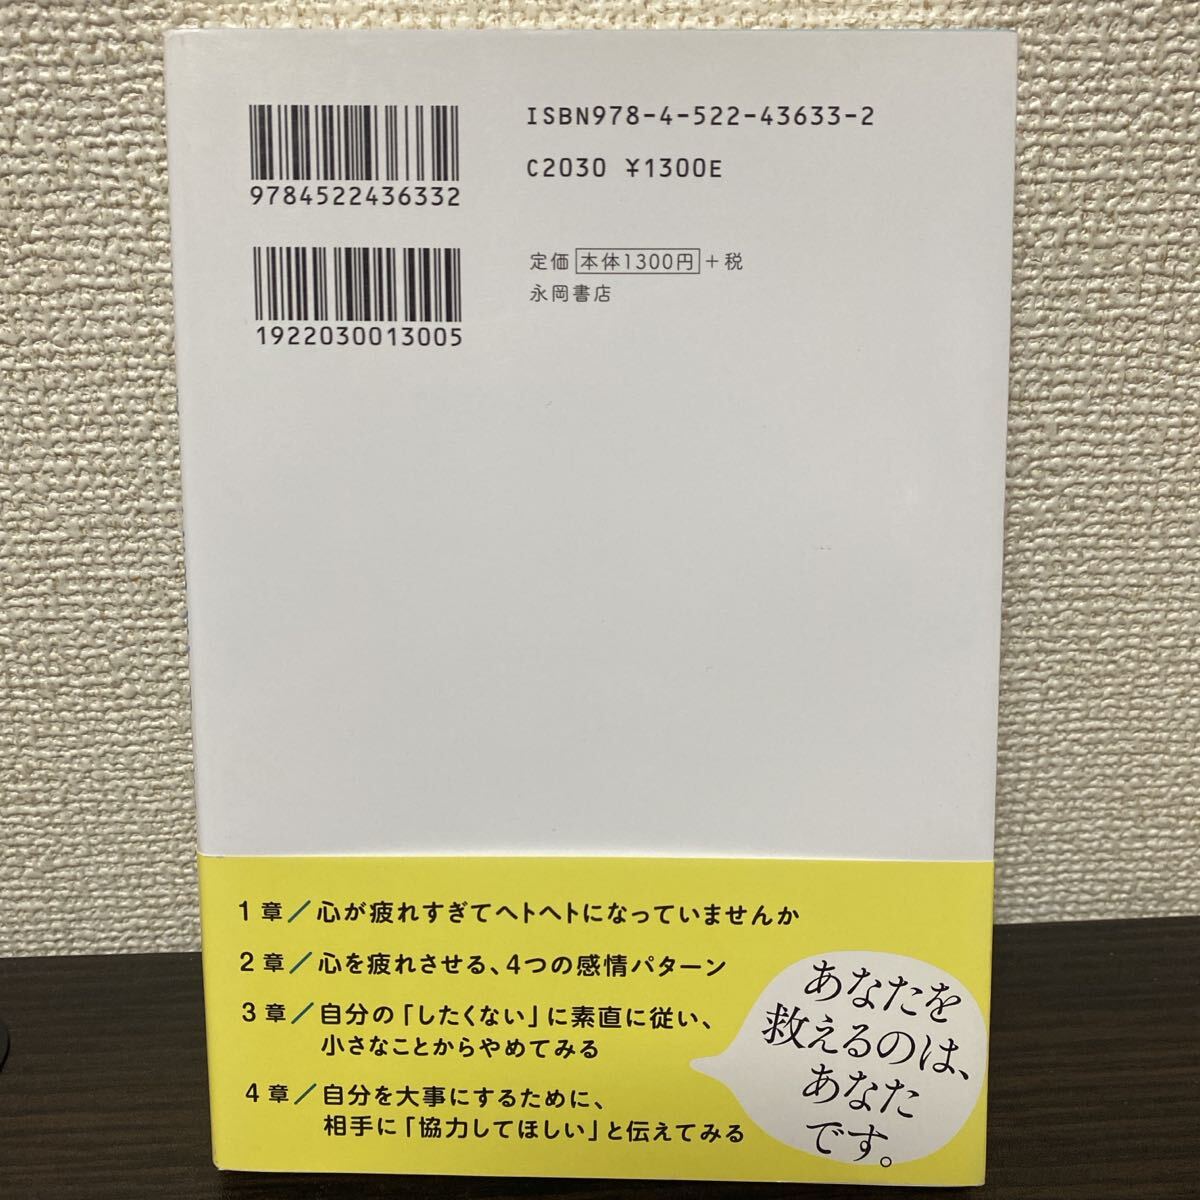 ISBN978-4-522-43633-2
C2030 ¥1300E
9784522436332
定価 本体1300円 + 税
永岡書店
1922030013005
1章／心が疲れすぎてヘトヘトになっていませんか
2章／心を疲れさせる、4つの感情パターン
3章／自分の「したくない」に素直に従い、
小さなことからやめてみる
4章／自分を大事にするために、
相手に「協力してほしい」と伝えてみる
あなたを
救えるのは、
あなた
です。